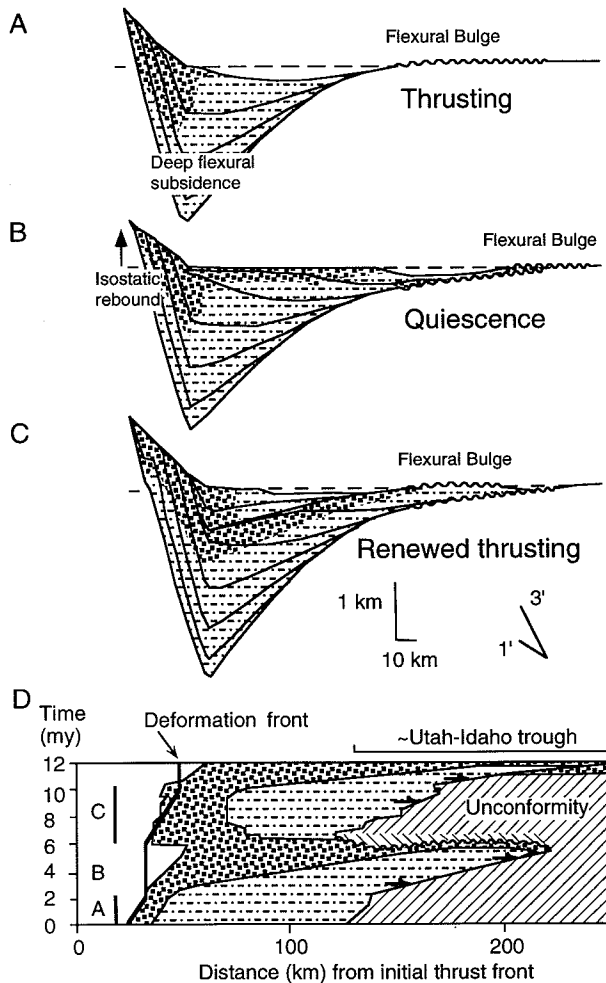 A
Flexural Bulge
Thrusting
Deep flexural
subsidence
B
Flexural Bulge
Isostatic
rebound
Quiescence
C
Flexural Bulge
Renewed thrusting
1 km
10 km
3'
1'
D
Time
(my)
Deformation front
~Utah-Idaho trough
12
10
8
6
4
2
0
C
B
A
Unconformity
0
100
200
Distance (km) from initial thrust front